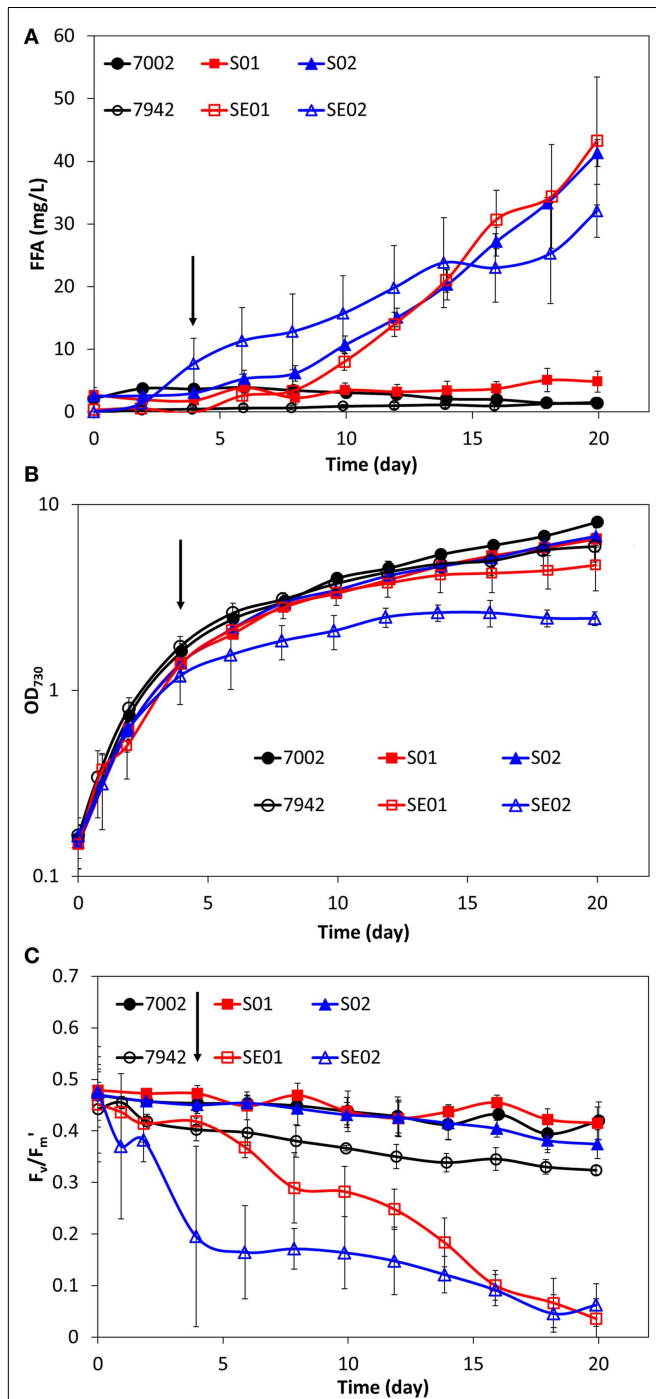 A
60
50
40
30
20
10
0
FFA (mg/L)
7002 S01 S02
7942 SE01 SE02
0 5 10 15 20
Time (day)
B
10
1
0.1
OD730
7002 S01 S02
7942 SE01 SE02
0 5 10 15 20
Time (day)
C
0.7
0.6
0.5
0.4
0.3
0.2
0.1
0
Fv/Fm'
7002 S01 S02
7942 SE01 SE02
0 5 10 15 20
Time (day)